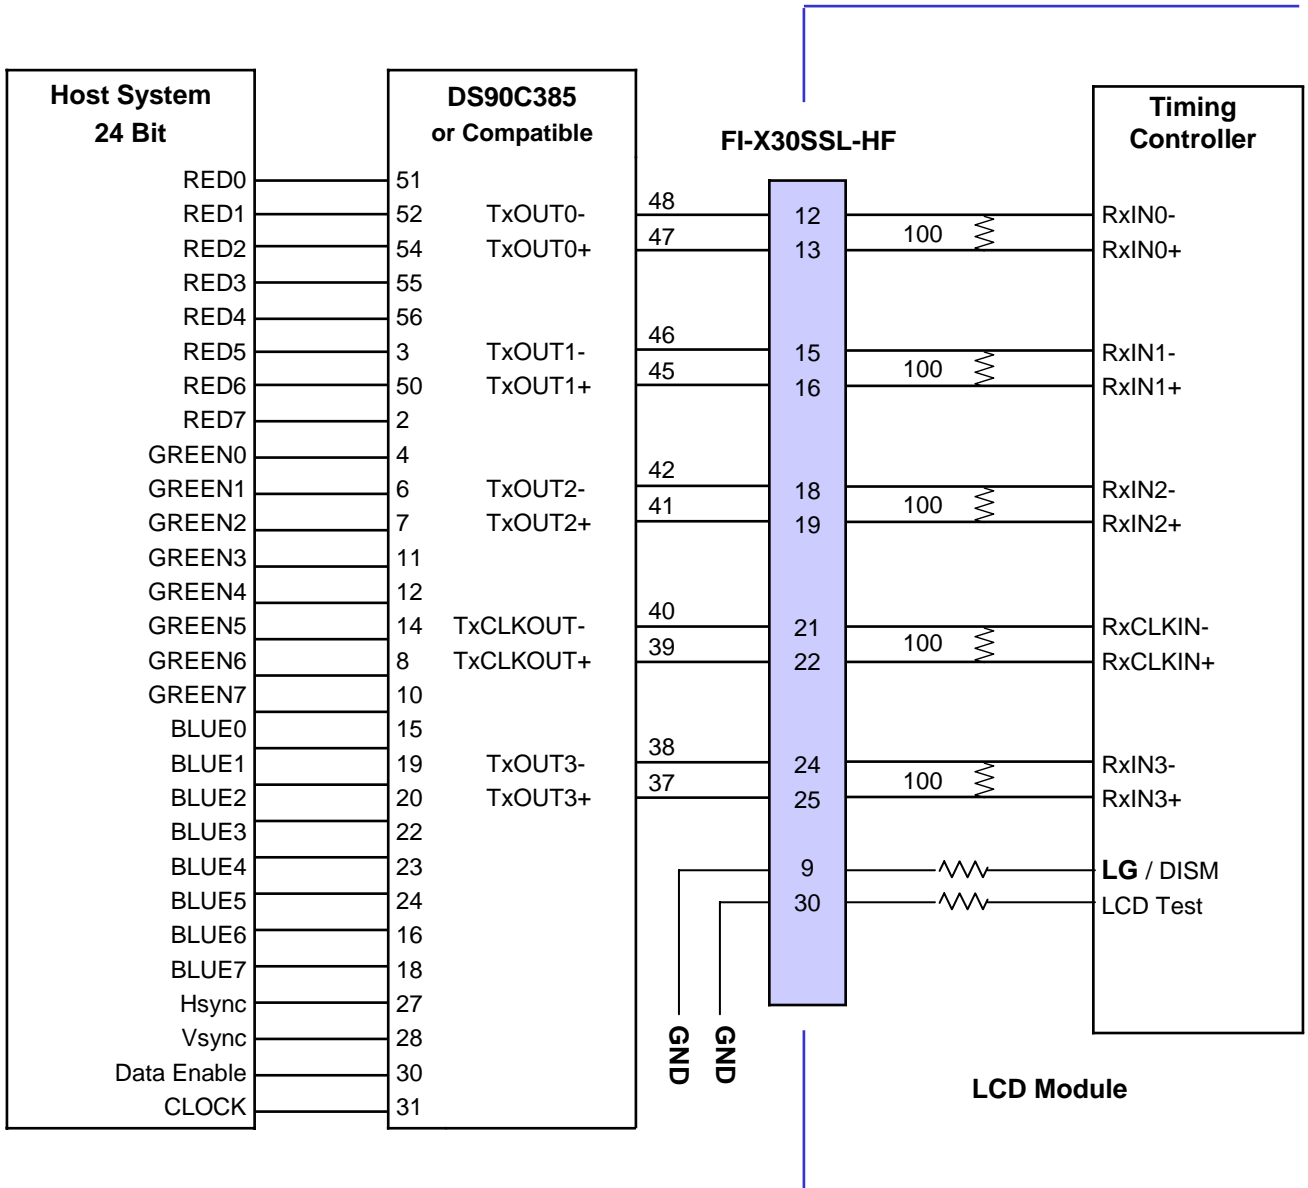 Host System
24 Bit
RED0
RED1
RED2
RED3
RED4
RED5
RED6
RED7
GREEN0
GREEN1
GREEN2
GREEN3
GREEN4
GREEN5
GREEN6
GREEN7
BLUE0
BLUE1
BLUE2
BLUE3
BLUE4
BLUE5
BLUE6
BLUE7
Hsync
Vsync
Data Enable
CLOCK
DS90C385
or Compatible
51
52
54
55
56
3
50
2
4
6
7
11
12
14
8
10
15
19
20
22
23
24
16
18
27
28
30
31
TxOUT0-
TxOUT0+
TxOUT1-
TxOUT1+
TxOUT2-
TxOUT2+
TxCLKOUT-
TxCLKOUT+
TxOUT3-
TxOUT3+
48
47
46
45
42
41
40
39
38
37
GND
GND
FI-X30SSL-HF
12
13
15
16
18
19
21
22
24
25
9
30
100
100
100
100
100
Timing
Controller
RxIN0-
RxIN0+
RxIN1-
RxIN1+
RxIN2-
RxIN2+
RxCLKIN-
RxCLKIN+
RxIN3-
RxIN3+
LG / DISM
LCD Test
LCD Module